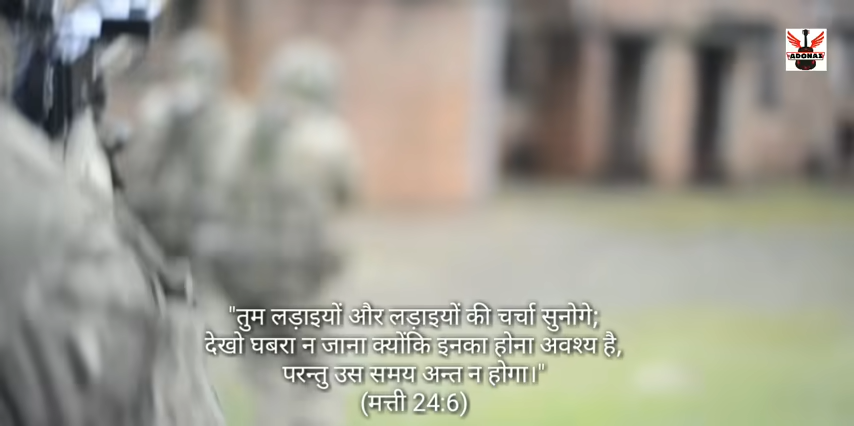 ADONAI
"तुम लड़ाइयों और लड़ाइयों की चर्चा सुनोगे;
देखो घबरा न जाना क्योंकि इनका होना अवश्य है,
परन्तु उस समय अन्त न होगा।"
(मत्ती 24:6)